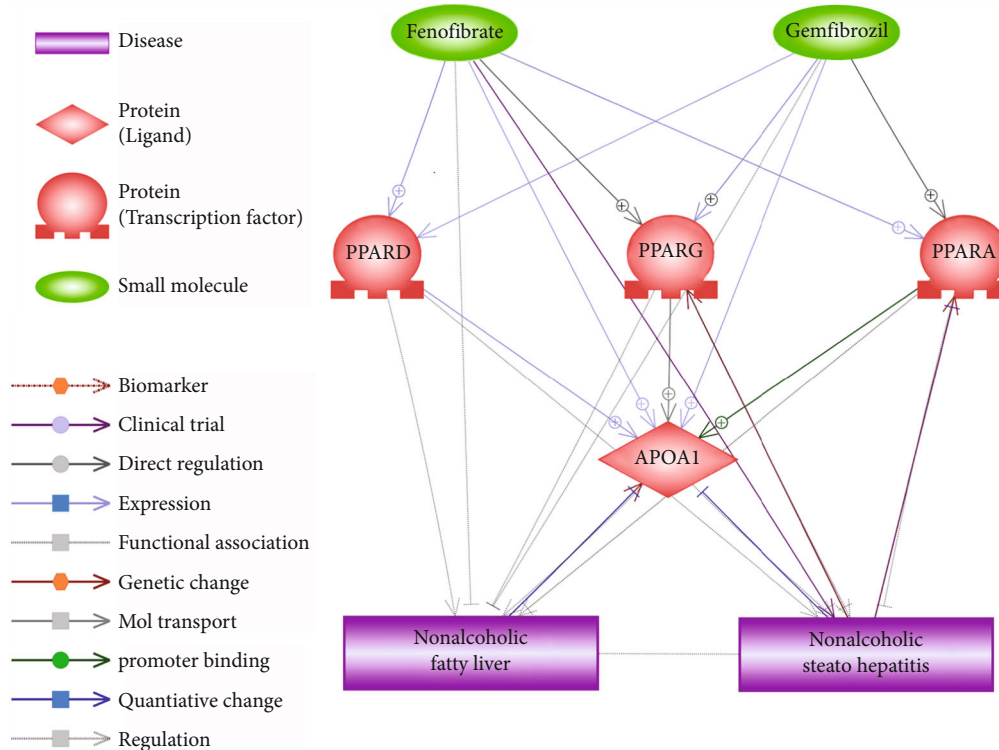 Disease
Protein
(Ligand)
Protein
(Transcription factor)
Small molecule
Biomarker
Clinical trial
Direct regulation
Expression
Functional association
Genetic change
Mol transport
promoter binding
Quantiative change
Regulation
Fenofibrate
Gemfibrozil
PPARD
PPARG
PPARA
APOA1
Nonalcoholic
fatty liver
Nonalcoholic
steato hepatitis